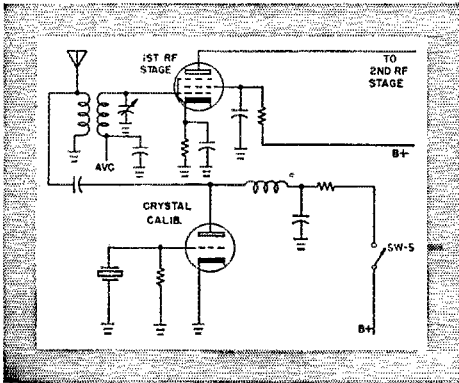 1ST RF
STAGE
TO
2ND RF
STAGE
AVC
B+
CRYSTAL
CALIB.
SW-5
B+